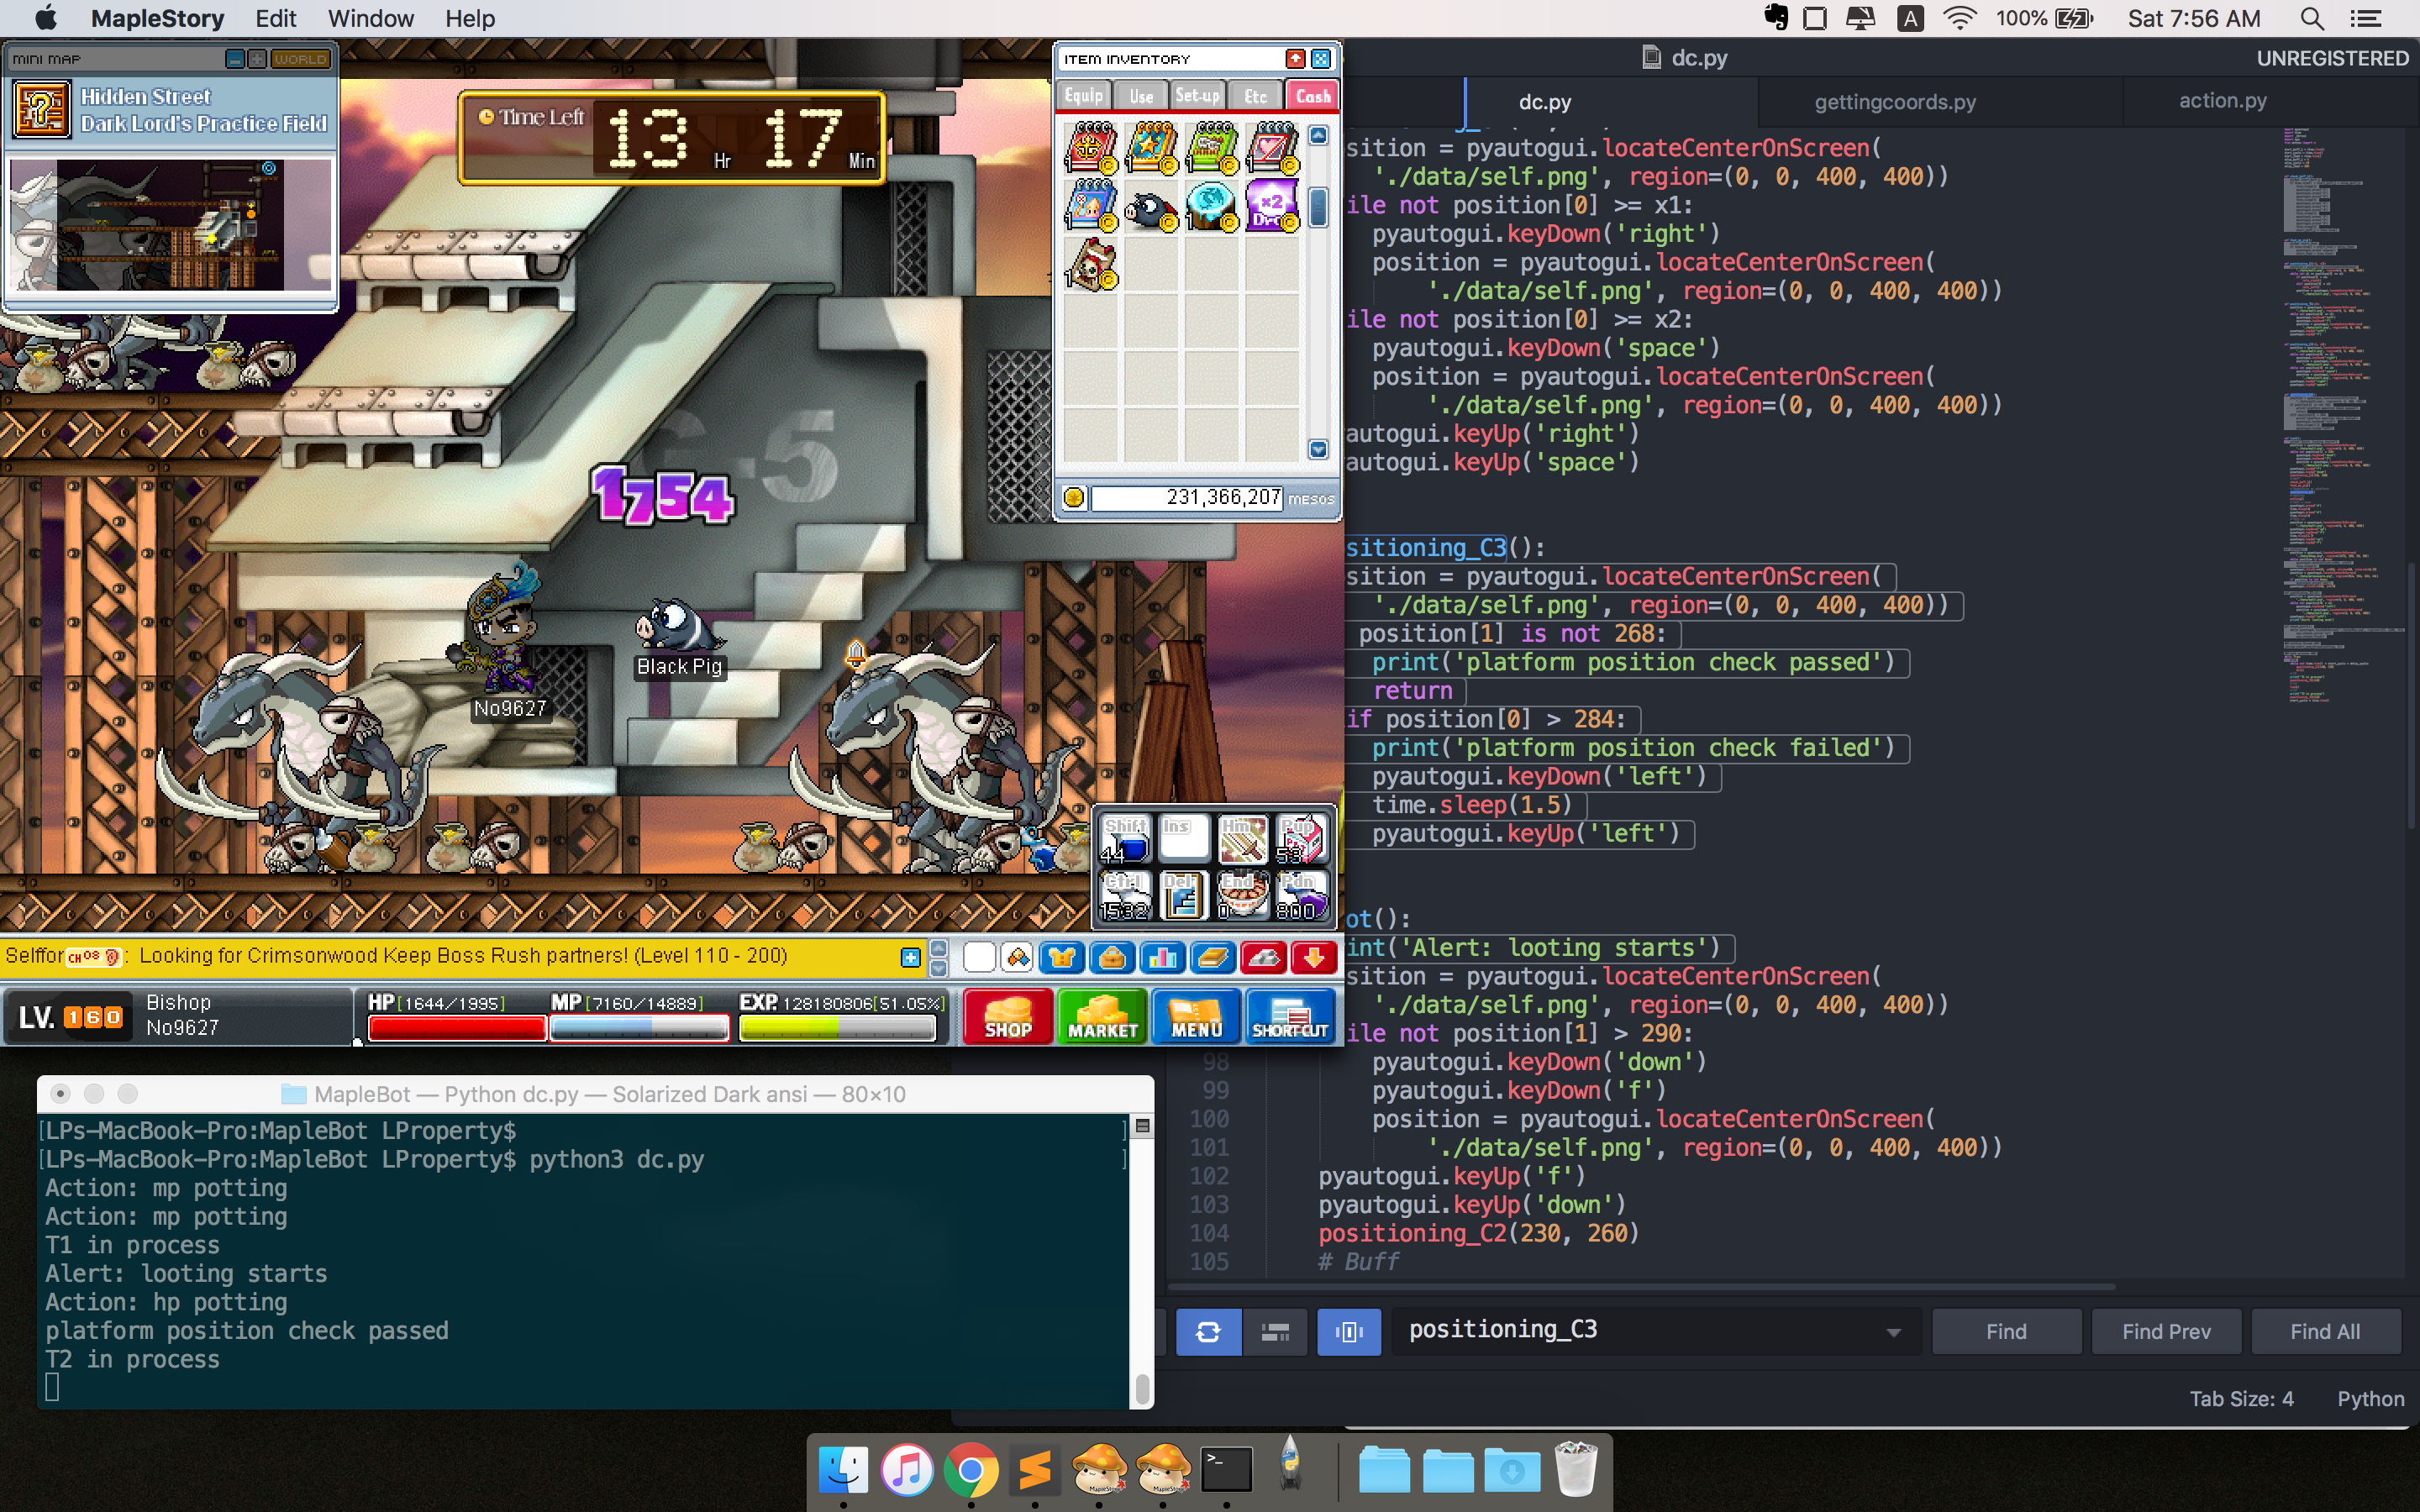 MapleStory Edit Window Help
100% Sat 7:56 AM
MINI MAP WORLD
Hidden Street
Dark Lord's Practice Field
Time Left 13 Hr 17 Min
ITEM INVENTORY
Equip Use Set-up Etc Cash
231,366,207 mesos
1754
G-5
No9627
Black Pig
Shift Ins Hm Pup
44 53
Ctrl Del End Pdn
1532 0 800
Selffor CH 08 : Looking for Crimsonwood Keep Boss Rush partners! (Level 110 - 200)
LV. 160
Bishop
No9627
HP[1644/1995] MP[7160/14889] EXP. 128180806[51.05%]
SHOP MARKET MENU SHORTCUT
dc.py
UNREGISTERED
dc.py gettingcoords.py action.py
sition = pyautogui.locateCenterOnScreen(
'./data/self.png', region=(0, 0, 400, 400))
ile not position[0] >= x1:
pyautogui.keyDown('right')
position = pyautogui.locateCenterOnScreen(
'./data/self.png', region=(0, 0, 400, 400))
ile not position[0] >= x2:
pyautogui.keyDown('space')
position = pyautogui.locateCenterOnScreen(
'./data/self.png', region=(0, 0, 400, 400))
autogui.keyUp('right')
autogui.keyUp('space')
sitioning_C3():
sition = pyautogui.locateCenterOnScreen(
'./data/self.png', region=(0, 0, 400, 400))
position[1] is not 268:
print('platform position check passed')
return
if position[0] > 284:
print('platform position check failed')
pyautogui.keyDown('left')
time.sleep(1.5)
pyautogui.keyUp('left')
ot():
int('Alert: looting starts')
sition = pyautogui.locateCenterOnScreen(
'./data/self.png', region=(0, 0, 400, 400))
ile not position[1] > 290:
98 pyautogui.keyDown('down')
99 pyautogui.keyDown('f')
100 position = pyautogui.locateCenterOnScreen(
101 './data/self.png', region=(0, 0, 400, 400))
102 pyautogui.keyUp('f')
103 pyautogui.keyUp('down')
104 positioning_C2(230, 260)
105 # Buff
positioning_C3 Find Find Prev Find All
Tab Size: 4 Python
MapleBot — Python dc.py — Solarized Dark ansi — 80×10
[LPs-MacBook-Pro:MapleBot LProperty$ ]
[LPs-MacBook-Pro:MapleBot LProperty$ python3 dc.py ]
Action: mp potting
Action: mp potting
T1 in process
Alert: looting starts
Action: hp potting
platform position check passed
T2 in process